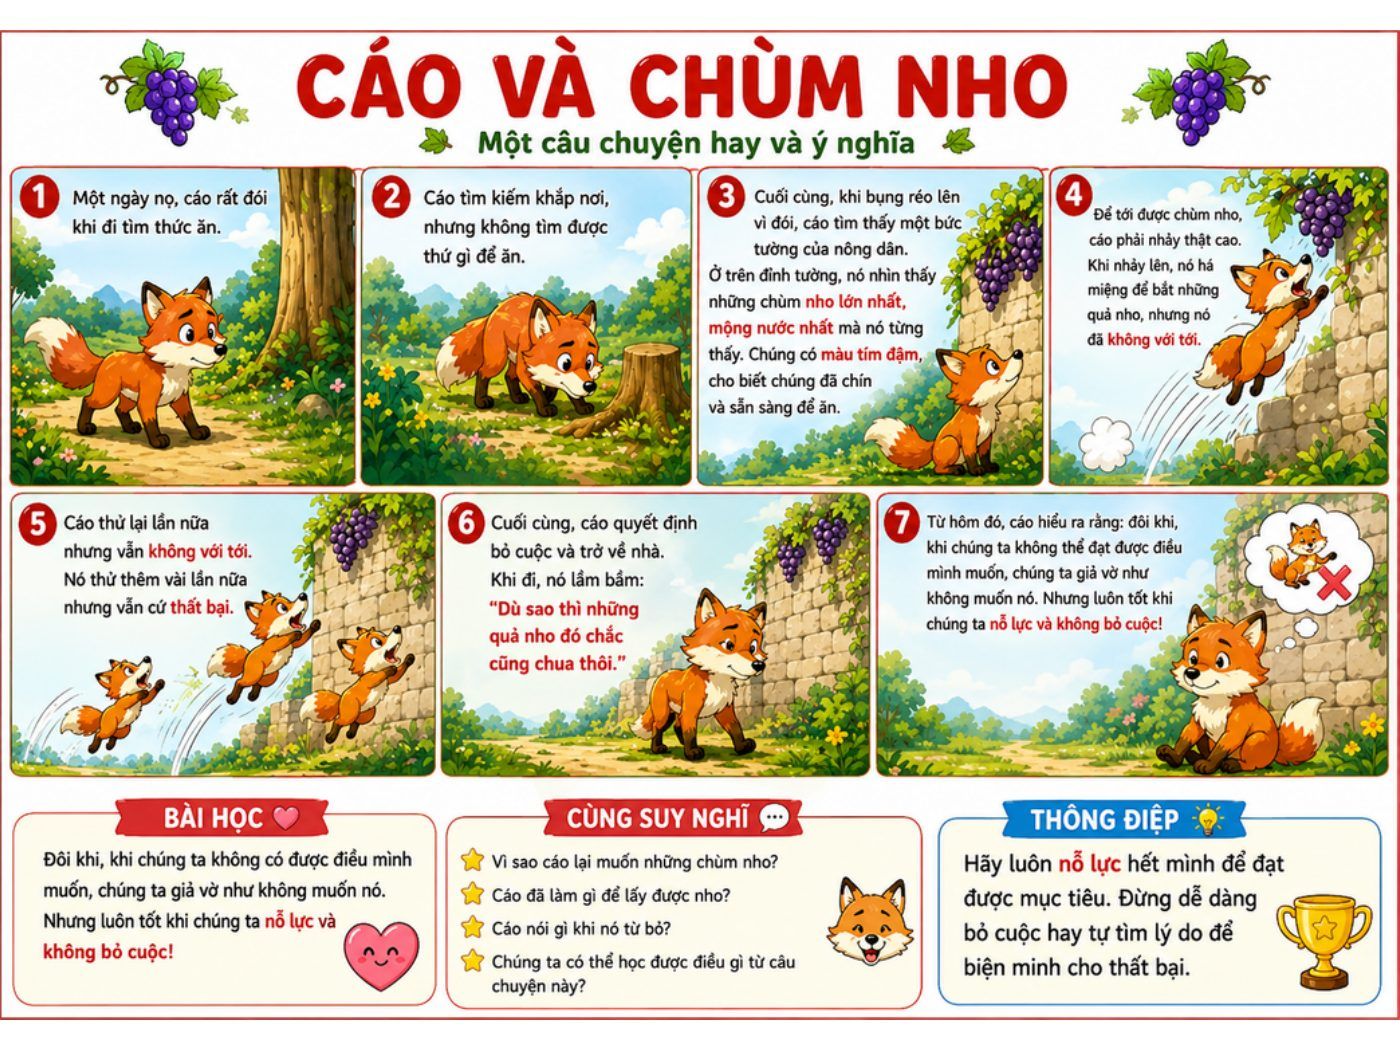 CÁO VÀ CHÙM NHO
Một câu chuyện hay và ý nghĩa
1
Một ngày nọ, cáo rất đói
khi đi tìm thức ăn.
2
Cáo tìm kiếm khắp nơi,
nhưng không tìm được
thứ gì để ăn.
3
Cuối cùng, khi bụng réo lên
vì đói, cáo tìm thấy một bức
tường của nông dân.
Ở trên đỉnh tường, nó nhìn thấy
những chùm nho lớn nhất,
mộng nước nhất mà nó từng
thấy. Chúng có màu tím đậm,
cho biết chúng đã chín
và sẵn sàng để ăn.
4
Để tới được chùm nho,
cáo phải nhảy thật cao.
Khi nhảy lên, nó há
miệng để bắt những
quả nho, nhưng nó
đã không với tới.
5
Cáo thử lại lần nữa
nhưng vẫn không với tới.
Nó thử thêm vài lần nữa
nhưng vẫn cứ thất bại.
6
Cuối cùng, cáo quyết định
bỏ cuộc và trở về nhà.
Khi đi, nó lầm bầm:
“Dù sao thì những
quả nho đó chắc
cũng chua thôi.”
7
Từ hôm đó, cáo hiểu ra rằng: đôi khi,
khi chúng ta không thể đạt được điều
mình muốn, chúng ta giả vờ như
không muốn nó. Nhưng luôn tốt khi
chúng ta nỗ lực và không bỏ cuộc!
BÀI HỌC
Đôi khi, khi chúng ta không có được điều mình
muốn, chúng ta giả vờ như không muốn nó.
Nhưng luôn tốt khi chúng ta nỗ lực và
không bỏ cuộc!
CÙNG SUY NGHĨ
Vì sao cáo lại muốn những chùm nho?
Cáo đã làm gì để lấy được nho?
Cáo nói gì khi nó từ bỏ?
Chúng ta có thể học được điều gì từ câu
chuyện này?
THÔNG ĐIỆP
Hãy luôn nỗ lực hết mình để đạt
được mục tiêu. Đừng dễ dàng
bỏ cuộc hay tự tìm lý do để
biện minh cho thất bại.